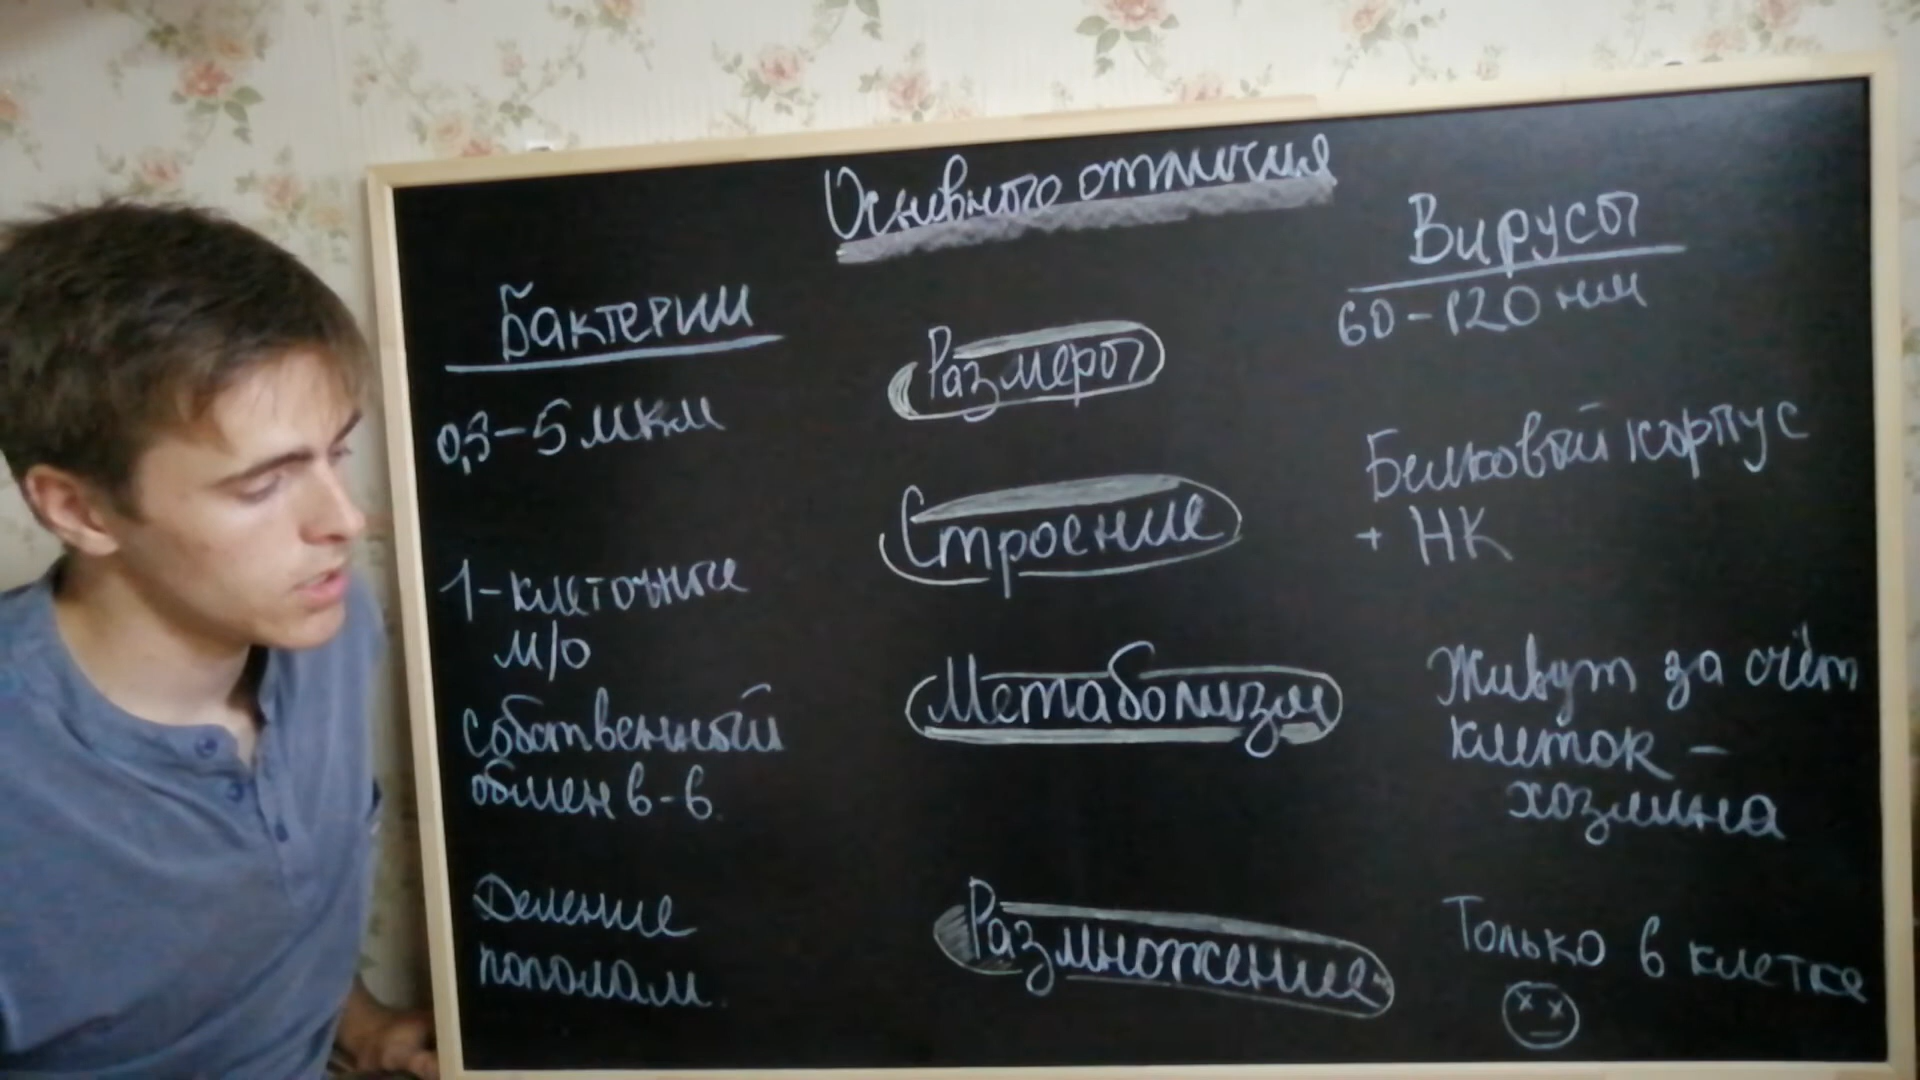 Основного отличия
Бактерии
Вирусы
0,3-5 мкм
Размеры
60-120 нм
1-клеточные
м/о
Строение
Белковый корпус
+ НК
Собственный
обмен в-в.
Метаболизм
Живут за счёт
клеток -
хозяина
Деление
пополам.
Размножение
Только в клетке